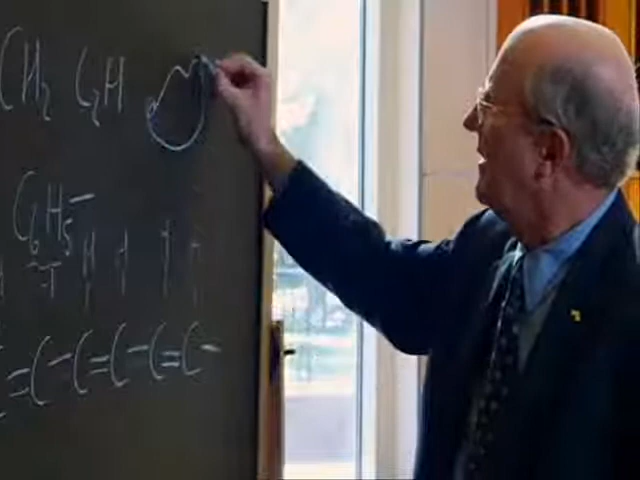 CH₂ C₂H
C₆H₅–
H H H H
=C–C=C–C=C–